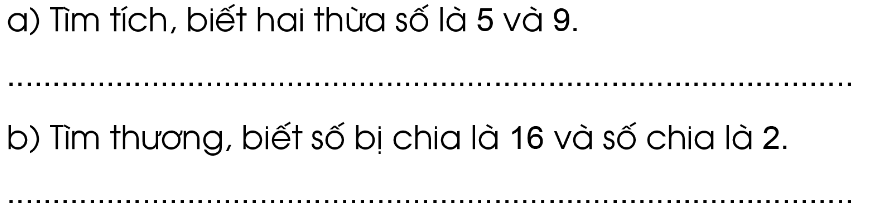 a) Tìm tích, biết hai thừa số là 5 và 9.
..........................................................................................
b) Tìm thương, biết số bị chia là 16 và số chia là 2.
..........................................................................................